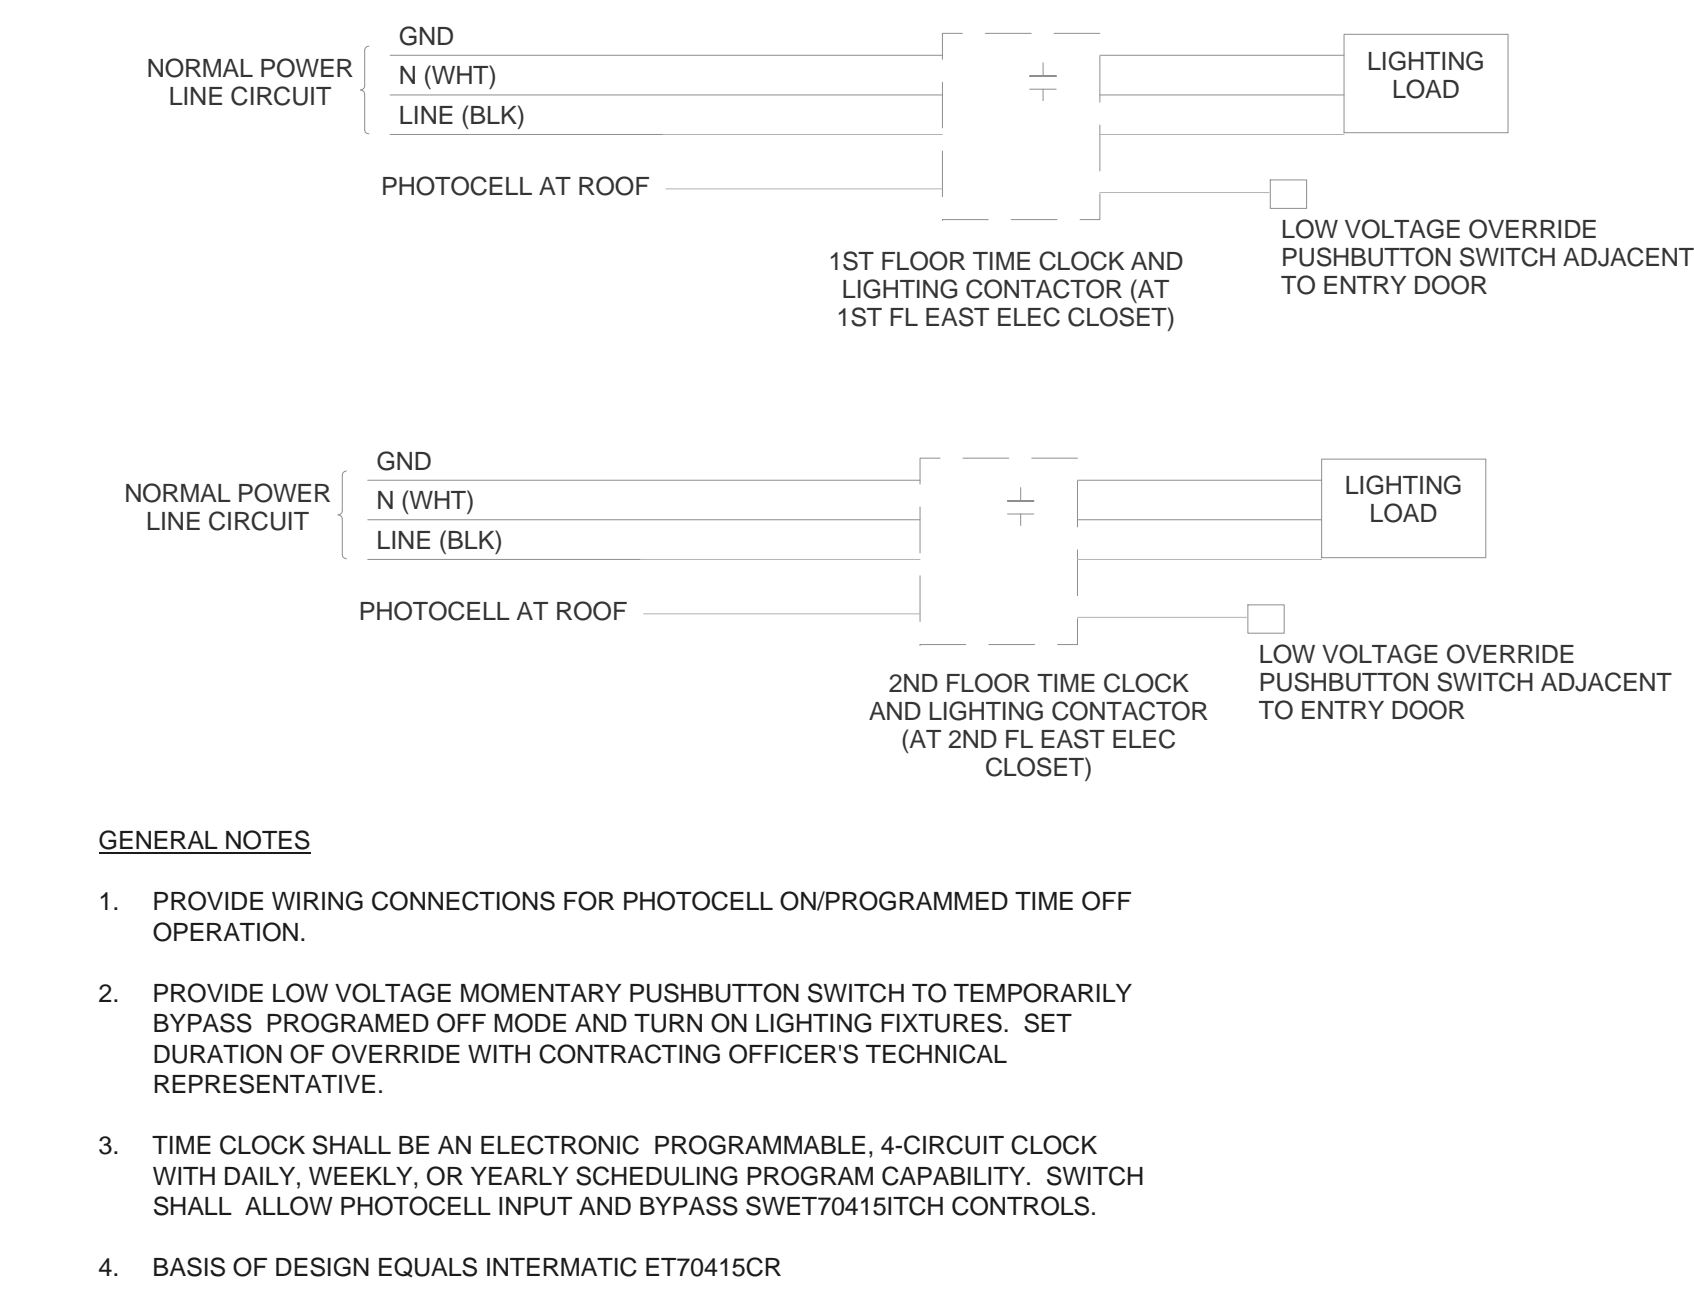 GND
NORMAL POWER
LINE CIRCUIT
N (WHT)
LINE (BLK)
LIGHTING
LOAD
PHOTOCELL AT ROOF
LOW VOLTAGE OVERRIDE
PUSHBUTTON SWITCH ADJACENT
TO ENTRY DOOR
1ST FLOOR TIME CLOCK AND
LIGHTING CONTACTOR (AT
1ST FL EAST ELEC CLOSET)
GND
NORMAL POWER
LINE CIRCUIT
N (WHT)
LINE (BLK)
LIGHTING
LOAD
PHOTOCELL AT ROOF
LOW VOLTAGE OVERRIDE
PUSHBUTTON SWITCH ADJACENT
TO ENTRY DOOR
2ND FLOOR TIME CLOCK
AND LIGHTING CONTACTOR
(AT 2ND FL EAST ELEC
CLOSET)
GENERAL NOTES
1. PROVIDE WIRING CONNECTIONS FOR PHOTOCELL ON/PROGRAMMED TIME OFF
OPERATION.
2. PROVIDE LOW VOLTAGE MOMENTARY PUSHBUTTON SWITCH TO TEMPORARILY
BYPASS PROGRAMED OFF MODE AND TURN ON LIGHTING FIXTURES. SET
DURATION OF OVERRIDE WITH CONTRACTING OFFICER'S TECHNICAL
REPRESENTATIVE.
3. TIME CLOCK SHALL BE AN ELECTRONIC PROGRAMMABLE, 4-CIRCUIT CLOCK
WITH DAILY, WEEKLY, OR YEARLY SCHEDULING PROGRAM CAPABILITY. SWITCH
SHALL ALLOW PHOTOCELL INPUT AND BYPASS SWET70415ITCH CONTROLS.
4. BASIS OF DESIGN EQUALS INTERMATIC ET70415CR